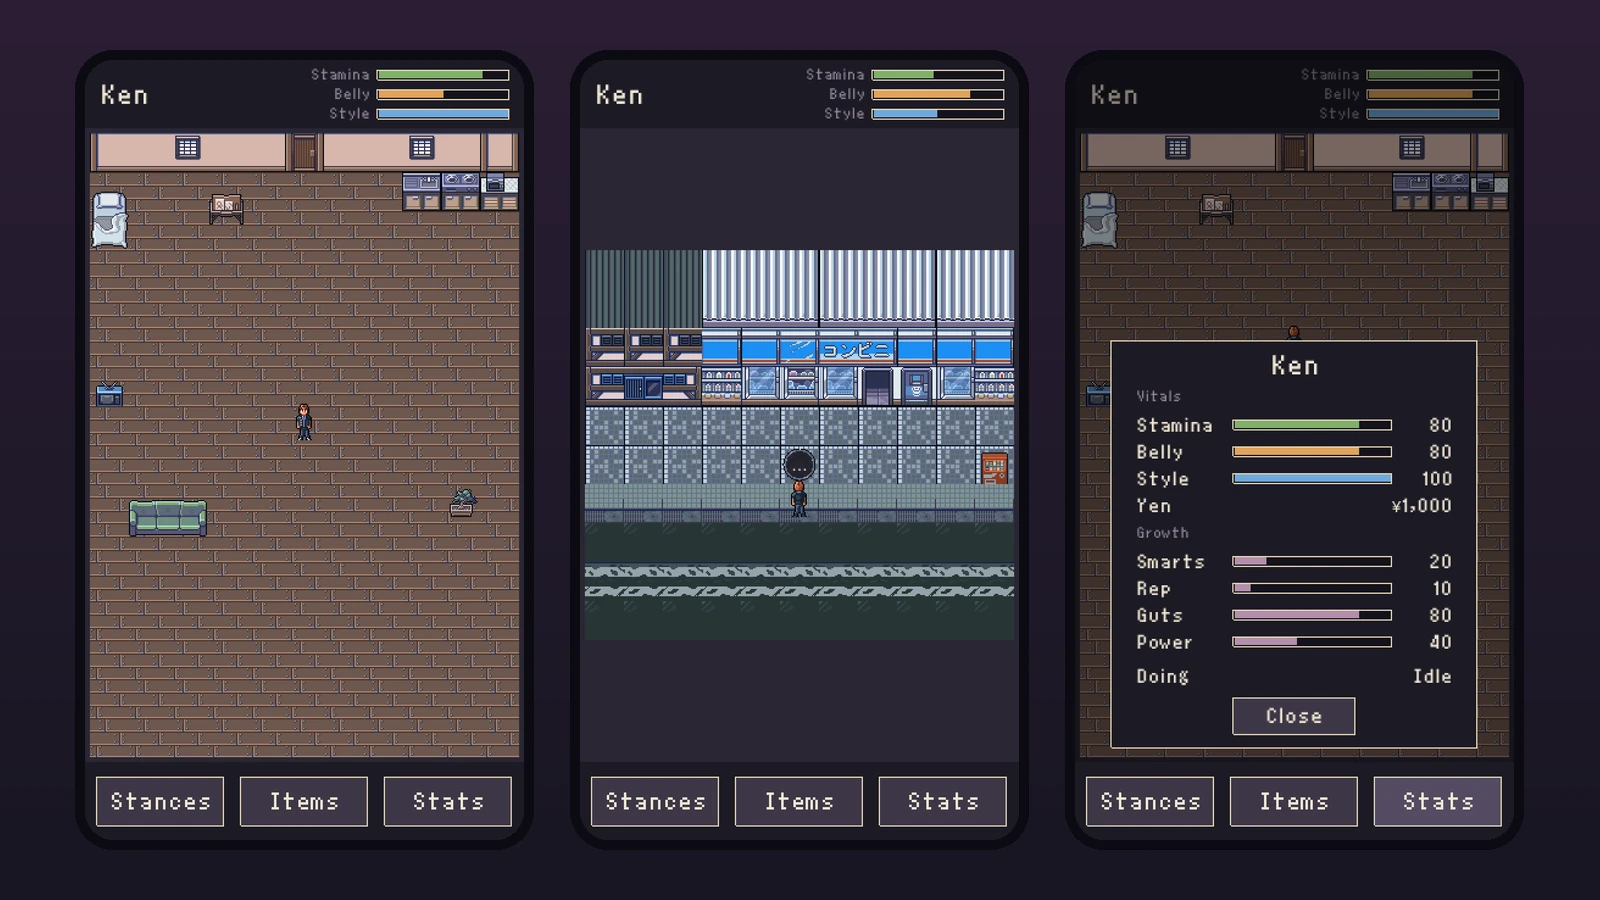 Ken
Stamina
Belly
Style
Stances
Items
Stats
Ken
Stamina
Belly
Style
コンビニ
...
Stances
Items
Stats
Ken
Stamina
Belly
Style
Ken
Vitals
Stamina 80
Belly 80
Style 100
Yen ¥1,000
Growth
Smarts 20
Rep 10
Guts 80
Power 40
Doing Idle
Close
Stances
Items
Stats